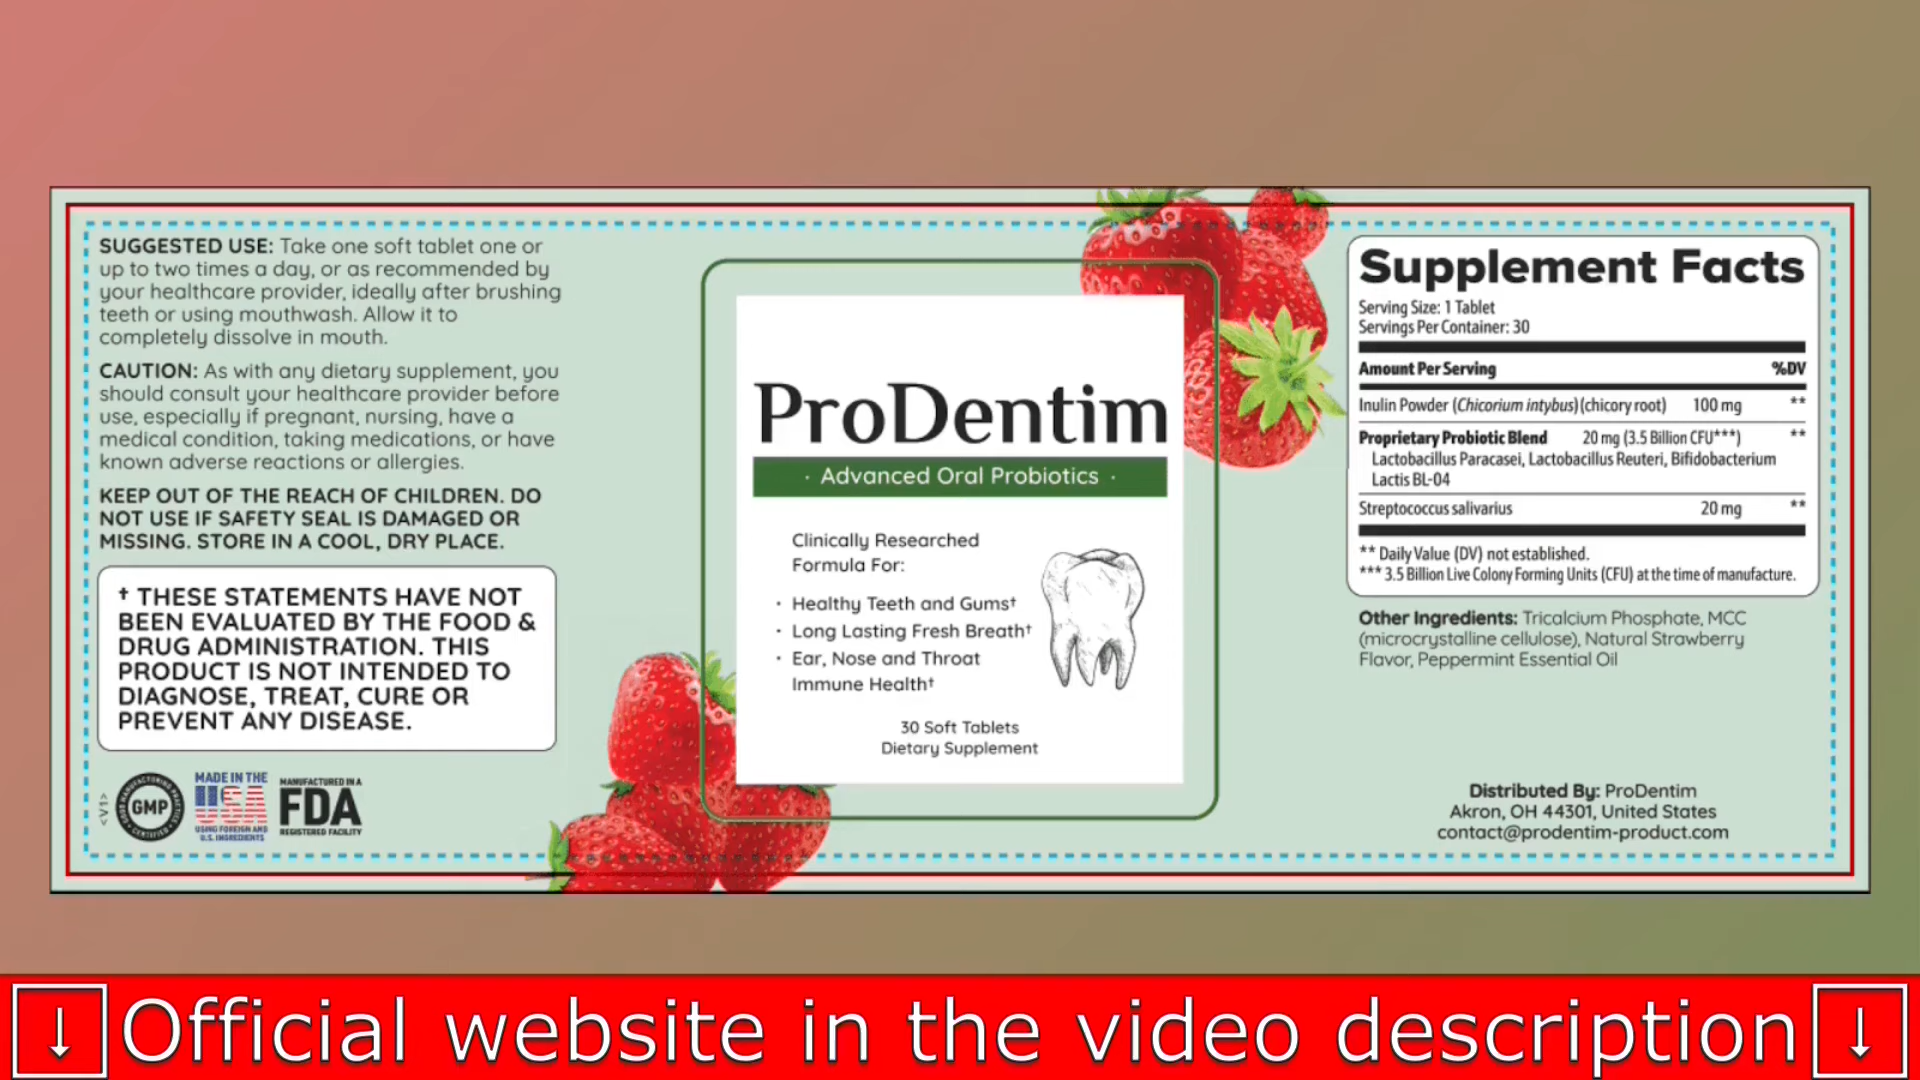 SUGGESTED USE: Take one soft tablet one or
up to two times a day, or as recommended by
your healthcare provider, ideally after brushing
teeth or using mouthwash. Allow it to
completely dissolve in mouth.
CAUTION: As with any dietary supplement, you
should consult your healthcare provider before
use, especially if pregnant, nursing, have a
medical condition, taking medications, or have
known adverse reactions or allergies.
KEEP OUT OF THE REACH OF CHILDREN. DO
NOT USE IF SAFETY SEAL IS DAMAGED OR
MISSING. STORE IN A COOL, DRY PLACE.
† THESE STATEMENTS HAVE NOT
BEEN EVALUATED BY THE FOOD &
DRUG ADMINISTRATION. THIS
PRODUCT IS NOT INTENDED TO
DIAGNOSE, TREAT, CURE OR
PREVENT ANY DISEASE.
<V1>
GOOD MANUFACTURING PRACTICES
GMP
CERTIFIED
MADE IN THE
USA
USING FOREIGN AND
U.S. INGREDIENTS
MANUFACTURED IN A
FDA
REGISTERED FACILITY
ProDentim
· Advanced Oral Probiotics ·
Clinically Researched
Formula For:
· Healthy Teeth and Gums†
· Long Lasting Fresh Breath†
· Ear, Nose and Throat
Immune Health†
30 Soft Tablets
Dietary Supplement
Supplement Facts
Serving Size: 1 Tablet
Servings Per Container: 30
Amount Per Serving %DV
Inulin Powder (Chicorium intybus) (chicory root) 100 mg **
Proprietary Probiotic Blend 20 mg (3.5 Billion CFU***) **
Lactobacillus Paracasei, Lactobacillus Reuteri, Bifidobacterium
Lactis BL-04
Streptococcus salivarius 20 mg **
** Daily Value (DV) not established.
*** 3.5 Billion Live Colony Forming Units (CFU) at the time of manufacture.
Other Ingredients: Tricalcium Phosphate, MCC
(microcrystalline cellulose), Natural Strawberry
Flavor, Peppermint Essential Oil
Distributed By: ProDentim
Akron, OH 44301, United States
contact@prodentim-product.com
↓ Official website in the video description ↓